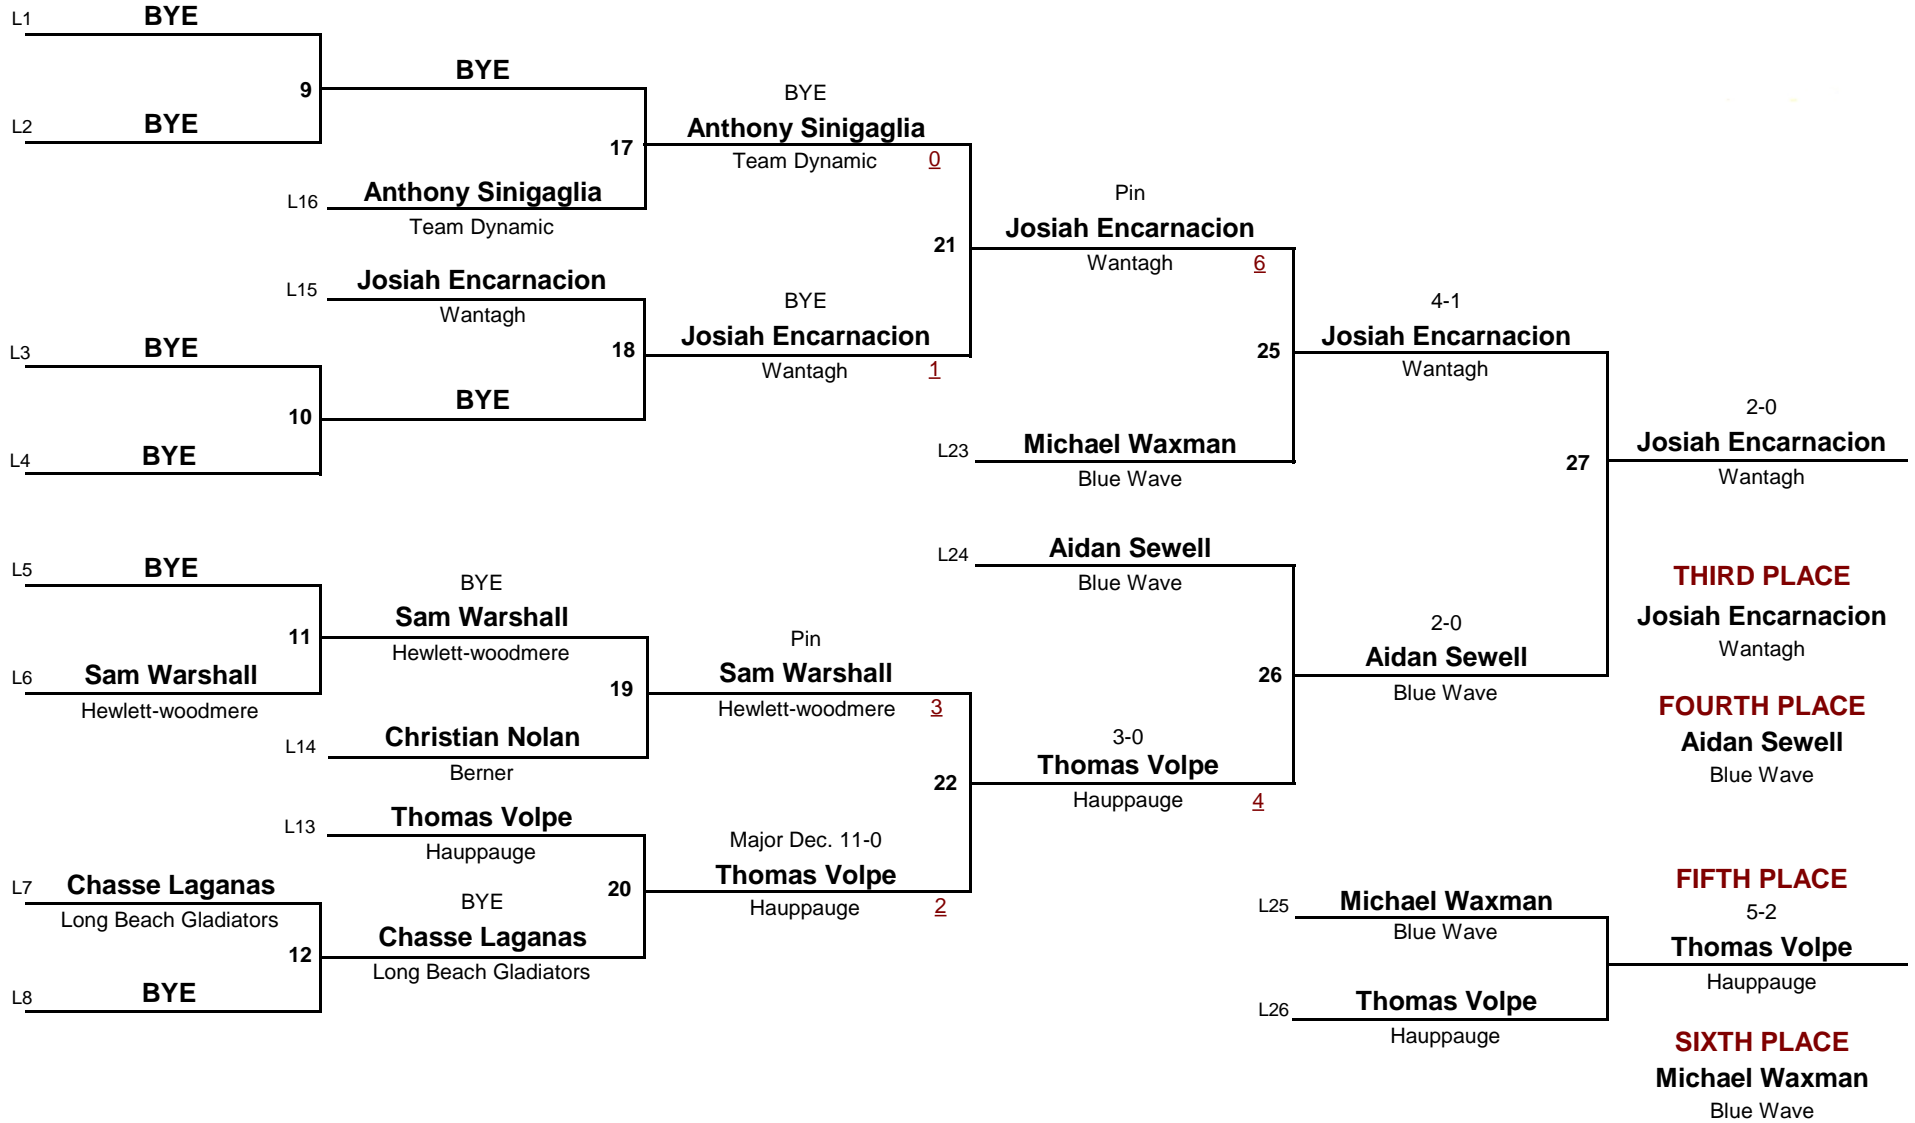 L1 BYE
9
L2 BYE
BYE
17
L16 Anthony Sinigaglia
Team Dynamic
BYE
Anthony Sinigaglia
Team Dynamic 0
L15 Josiah Encarnacion
Wantagh
18
L3 BYE
10
L4 BYE
BYE
BYE
Josiah Encarnacion
Wantagh 1
21
Pin
Josiah Encarnacion
Wantagh 6
25
L23 Michael Waxman
Blue Wave
4-1
Josiah Encarnacion
Wantagh
27
2-0
Josiah Encarnacion
Wantagh
L5 BYE
11
L6 Sam Warshall
Hewlett-woodmere
BYE
Sam Warshall
Hewlett-woodmere
19
L14 Christian Nolan
Berner
Pin
Sam Warshall
Hewlett-woodmere 3
22
L13 Thomas Volpe
Hauppauge
20
L7 Chasse Laganas
Long Beach Gladiators
12
L8 BYE
BYE
Chasse Laganas
Long Beach Gladiators
Major Dec. 11-0
Thomas Volpe
Hauppauge 2
L24 Aidan Sewell
Blue Wave
26
3-0
Thomas Volpe
Hauppauge 4
2-0
Aidan Sewell
Blue Wave
THIRD PLACE
Josiah Encarnacion
Wantagh
FOURTH PLACE
Aidan Sewell
Blue Wave
L25 Michael Waxman
Blue Wave
L26 Thomas Volpe
Hauppauge
FIFTH PLACE
5-2
Thomas Volpe
Hauppauge
SIXTH PLACE
Michael Waxman
Blue Wave